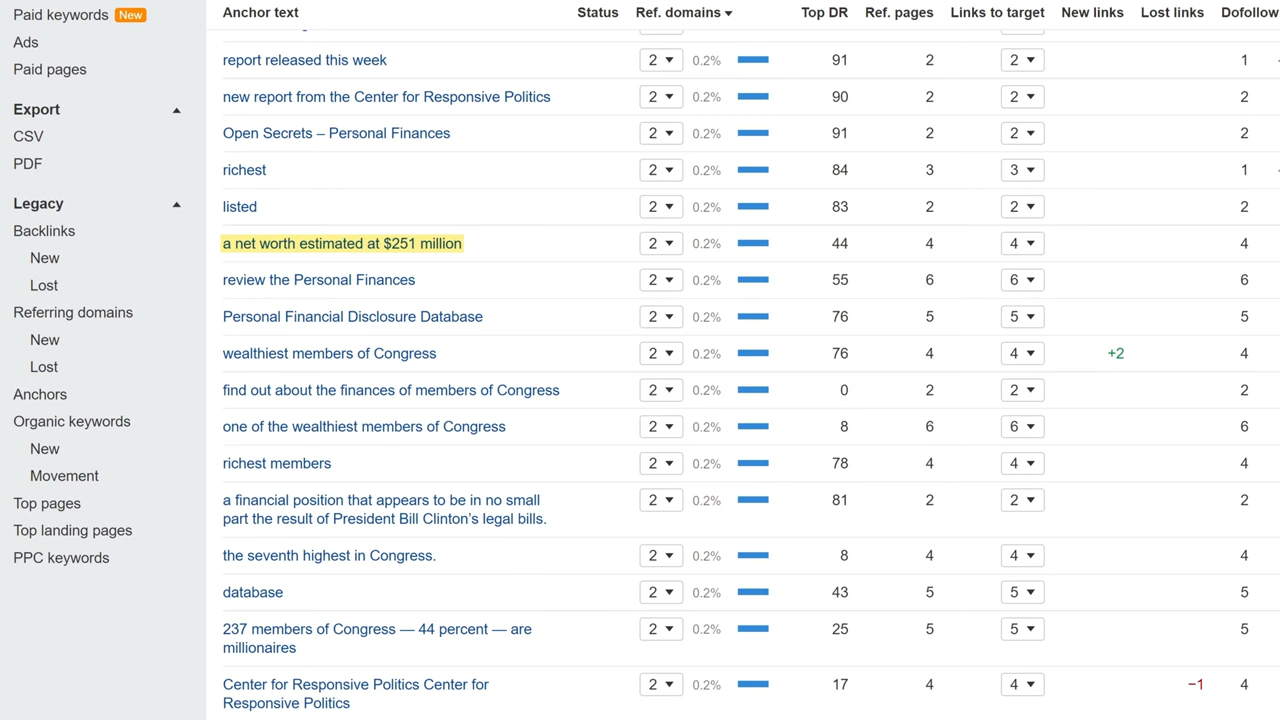 Paid keywords New
Ads
Paid pages
Export
CSV
PDF
Legacy
Backlinks
New
Lost
Referring domains
New
Lost
Anchors
Organic keywords
New
Movement
Top pages
Top landing pages
PPC keywords
Anchor text Status Ref. domains Top DR Ref. pages Links to target New links Lost links Dofollow
report released this week 2 0.2% 91 2 2 1
new report from the Center for Responsive Politics 2 0.2% 90 2 2 2
Open Secrets – Personal Finances 2 0.2% 91 2 2 2
richest 2 0.2% 84 3 3 1
listed 2 0.2% 83 2 2 2
a net worth estimated at $251 million 2 0.2% 44 4 4 4
review the Personal Finances 2 0.2% 55 6 6 6
Personal Financial Disclosure Database 2 0.2% 76 5 5 5
wealthiest members of Congress 2 0.2% 76 4 4 +2 4
find out about the finances of members of Congress 2 0.2% 0 2 2 2
one of the wealthiest members of Congress 2 0.2% 8 6 6 6
richest members 2 0.2% 78 4 4 4
a financial position that appears to be in no small 2 0.2% 81 2 2 2
part the result of President Bill Clinton's legal bills.
the seventh highest in Congress. 2 0.2% 8 4 4 4
database 2 0.2% 43 5 5 5
237 members of Congress — 44 percent — are 2 0.2% 25 5 5 5
millionaires
Center for Responsive Politics Center for 2 0.2% 17 4 4 −1 4
Responsive Politics